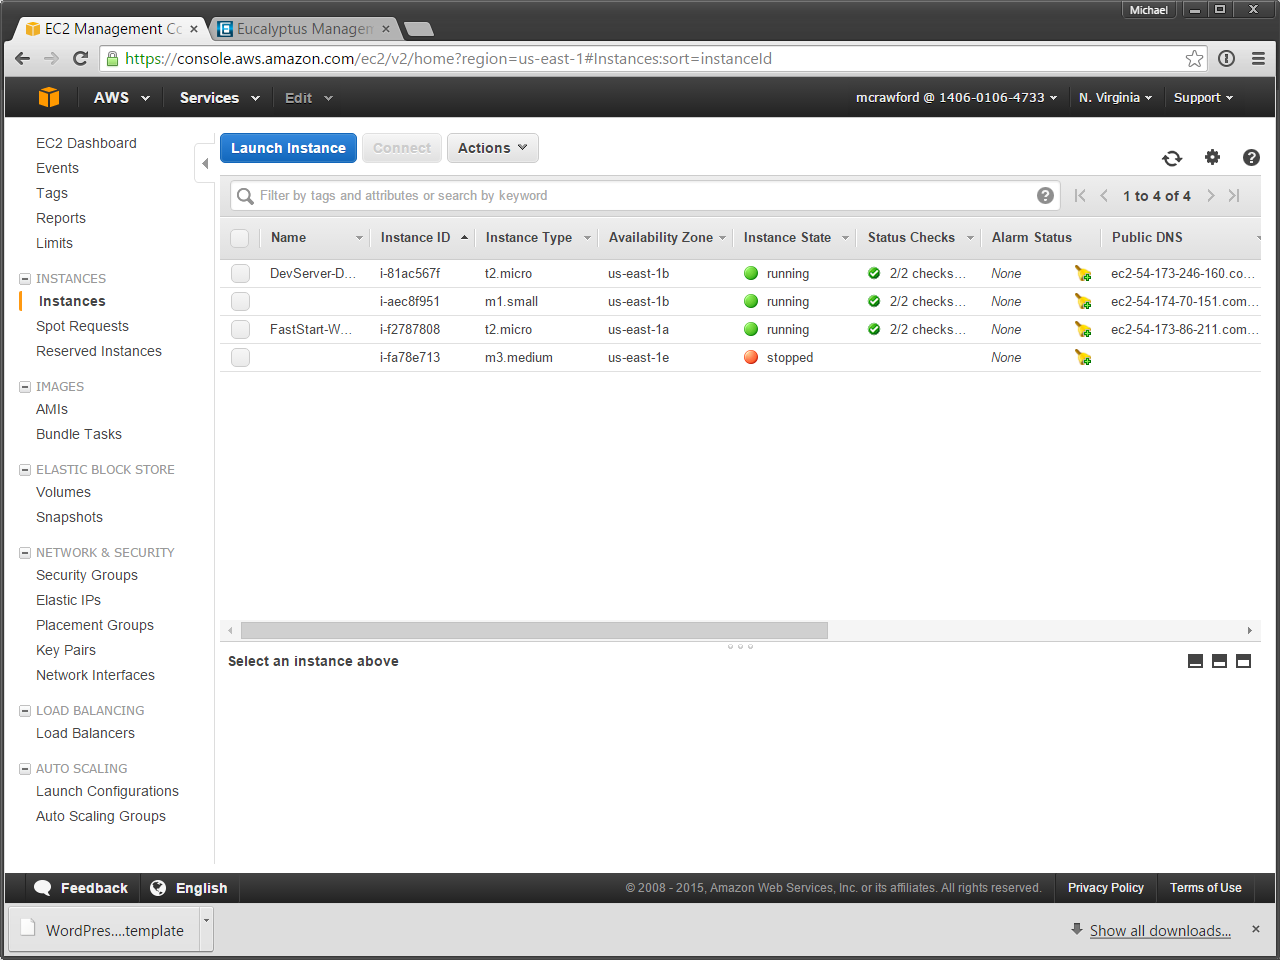 Michael
EC2 Management Co
Eucalyptus Managem
https://console.aws.amazon.com/ec2/v2/home?region=us-east-1#Instances:sort=instanceId
AWS Services Edit mcrawford @ 1406-0106-4733 N. Virginia Support
EC2 Dashboard
Events
Tags
Reports
Limits
INSTANCES
Instances
Spot Requests
Reserved Instances
IMAGES
AMIs
Bundle Tasks
ELASTIC BLOCK STORE
Volumes
Snapshots
NETWORK & SECURITY
Security Groups
Elastic IPs
Placement Groups
Key Pairs
Network Interfaces
LOAD BALANCING
Load Balancers
AUTO SCALING
Launch Configurations
Auto Scaling Groups
Launch Instance Connect Actions
Filter by tags and attributes or search by keyword
1 to 4 of 4
Name Instance ID Instance Type Availability Zone Instance State Status Checks Alarm Status Public DNS
DevServer-D... i-81ac567f t2.micro us-east-1b running 2/2 checks... None ec2-54-173-246-160.co...
i-aec8f951 m1.small us-east-1b running 2/2 checks... None ec2-54-174-70-151.com...
FastStart-W... i-f2787808 t2.micro us-east-1a running 2/2 checks... None ec2-54-173-86-211.com...
i-fa78e713 m3.medium us-east-1e stopped None
Select an instance above
Feedback English © 2008 - 2015, Amazon Web Services, Inc. or its affiliates. All rights reserved. Privacy Policy Terms of Use
WordPres....template
Show all downloads...